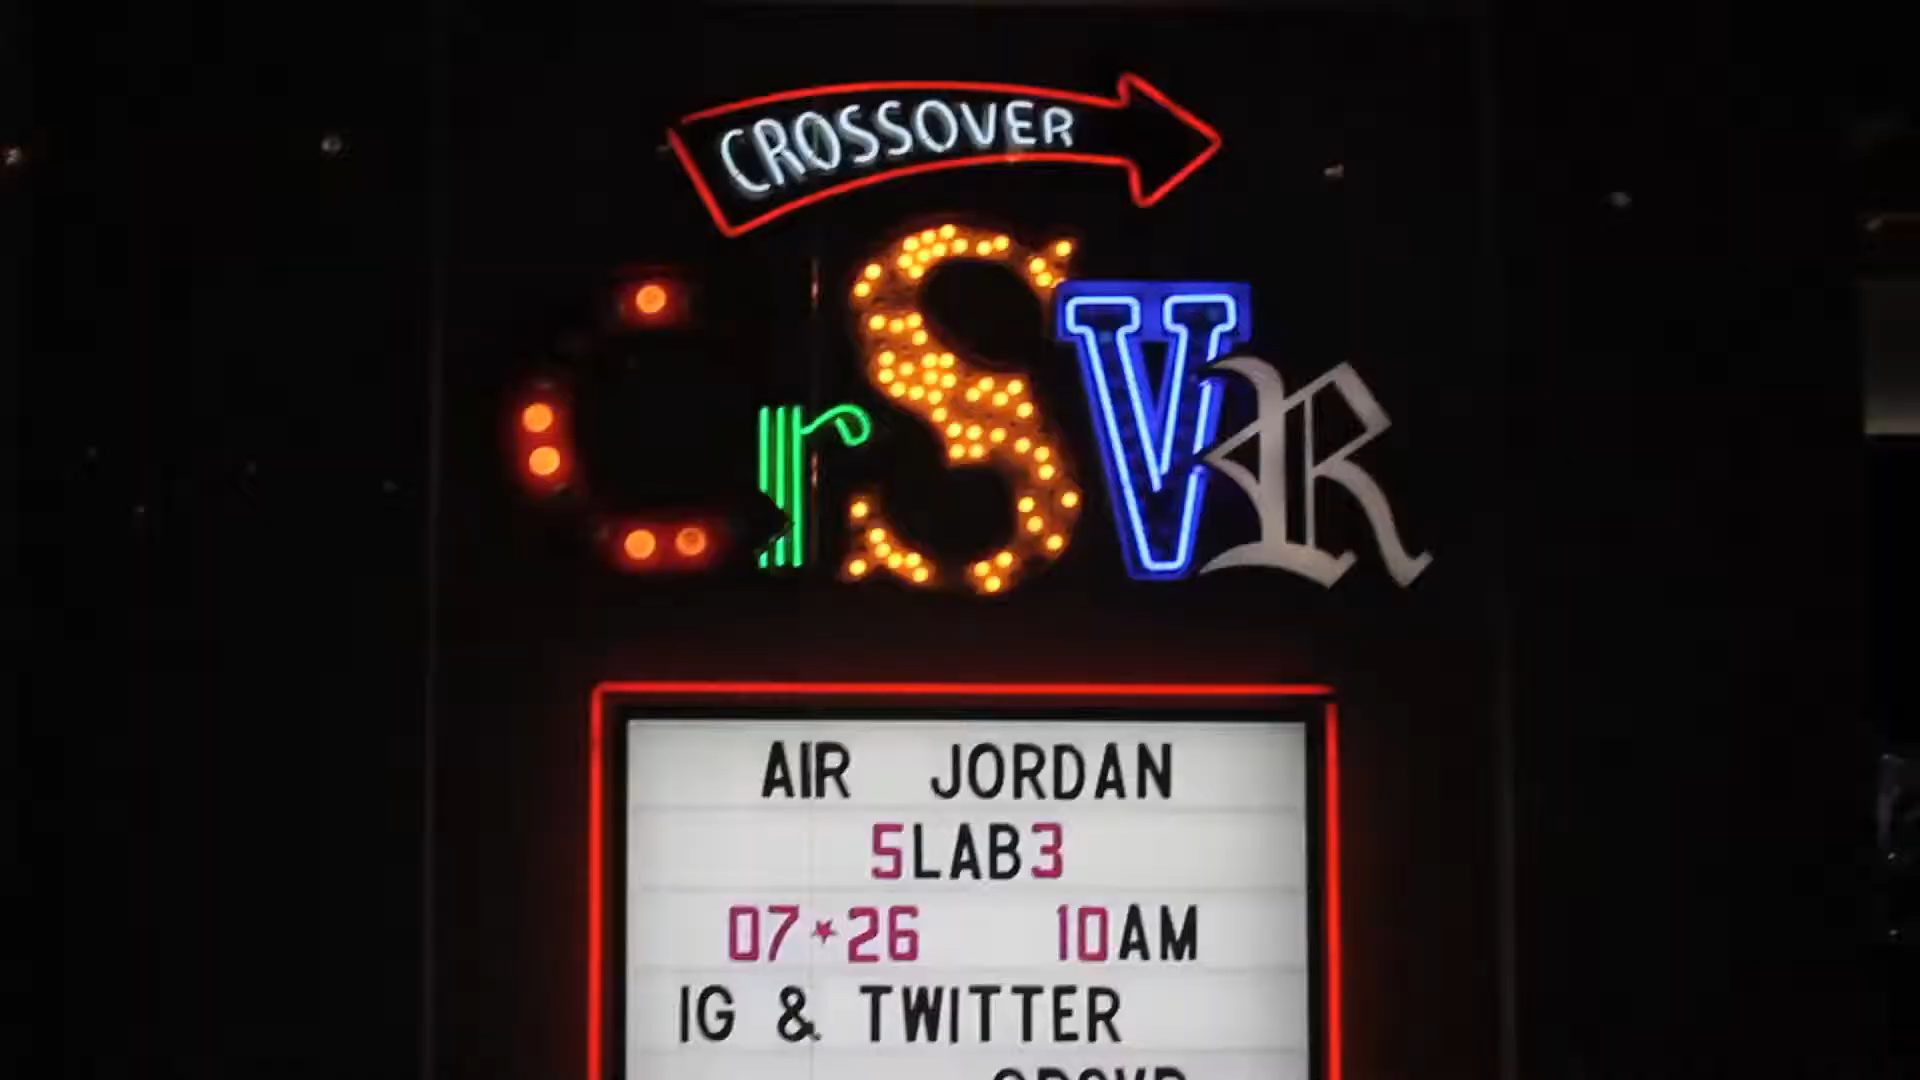 CROSSOVER
CrSVR
AIR JORDAN
5LAB3
07*26 10AM
IG & TWITTER